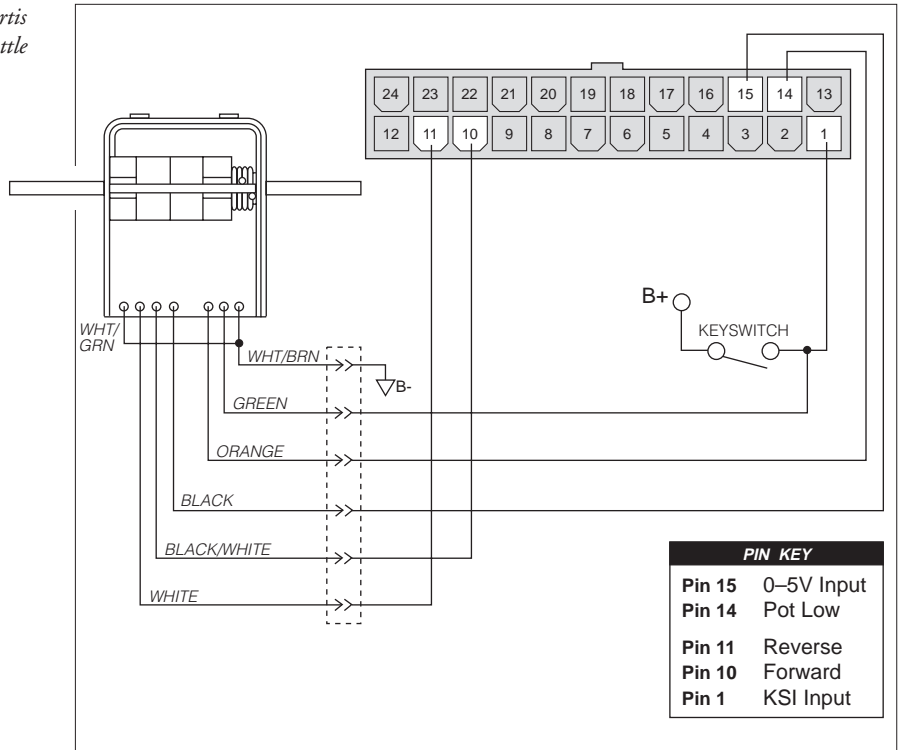 rtis
ttle
24 23 22 21 20 19 18 17 16 15 14 13
12 11 10 9 8 7 6 5 4 3 2 1
B+
KEYSWITCH
WHT/
GRN
WHT/BRN
B-
GREEN
ORANGE
BLACK
BLACK/WHITE
WHITE
PIN KEY
Pin 15 0–5V Input
Pin 14 Pot Low
Pin 11 Reverse
Pin 10 Forward
Pin 1 KSI Input